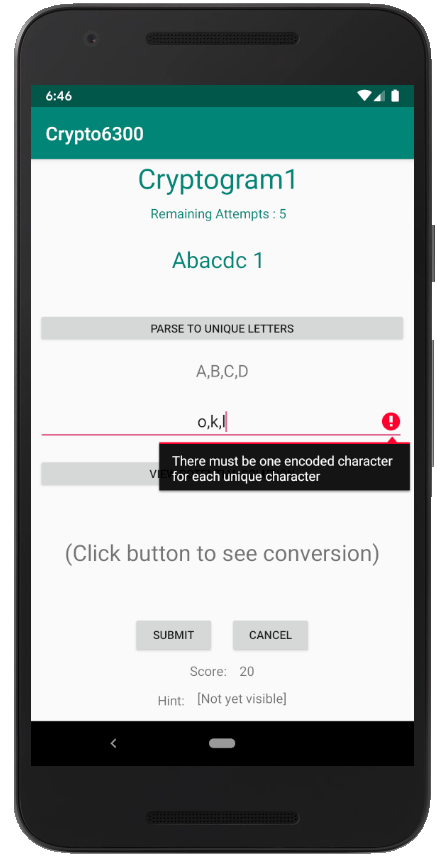 6:46
Crypto6300
Cryptogram1
Remaining Attempts : 5
Abacdc 1
PARSE TO UNIQUE LETTERS
A,B,C,D
o,k,l
There must be one encoded character
for each unique character
(Click button to see conversion)
SUBMIT CANCEL
Score: 20
Hint: [Not yet visible]